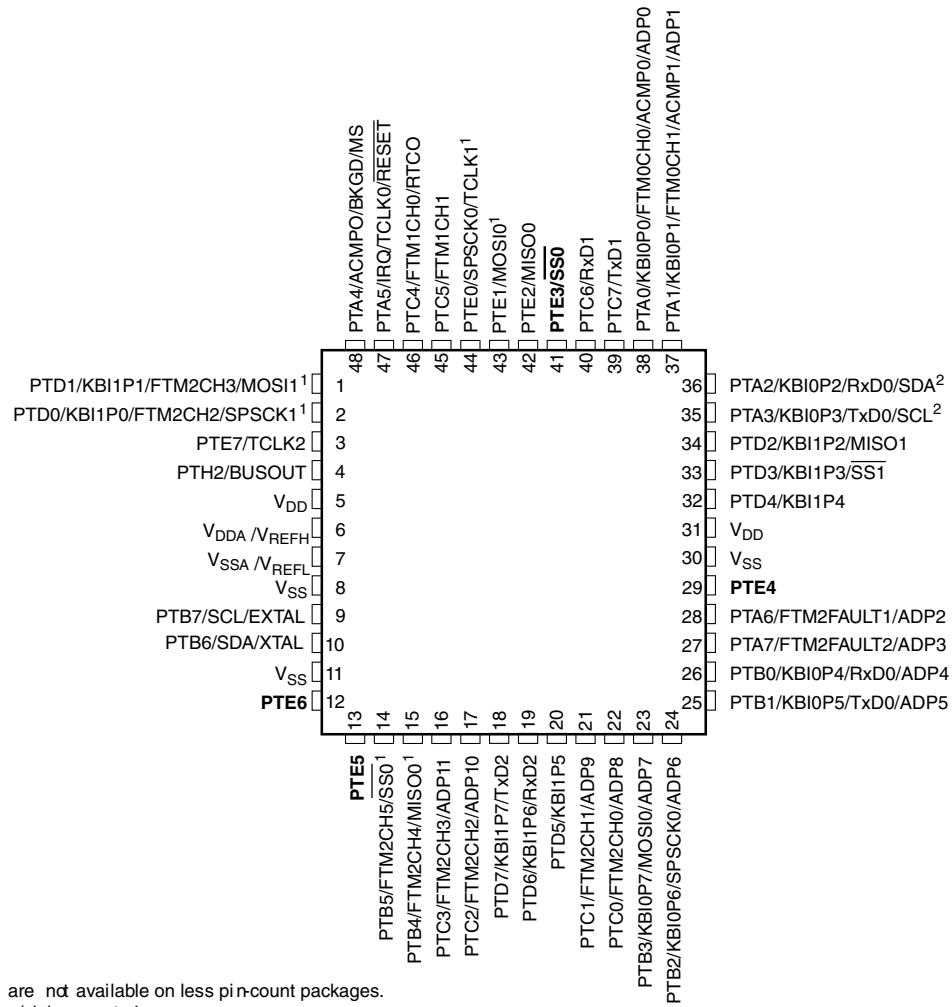 PTA4/ACMPO/BKGD/MS
PTA5/IRQ/TCLK0/RESET
PTC4/FTM1CH0/RTCO
PTC5/FTM1CH1
PTE0/SPSCK0/TCLK1¹
PTE1/MOSI0¹
PTE2/MISO0
PTE3/SS0
PTC6/RxD1
PTC7/TxD1
PTA0/KBI0P0/FTM0CH0/ACMP0/ADP0
PTA1/KBI0P1/FTM0CH1/ACMP1/ADP1
48 47 46 45 44 43 42 41 40 39 38 37
PTD1/KBI1P1/FTM2CH3/MOSI1¹ 1
PTD0/KBI1P0/FTM2CH2/SPSCK1¹ 2
PTE7/TCLK2 3
PTH2/BUSOUT 4
VDD 5
VDDA /VREFH 6
VSSA /VREFL 7
VSS 8
PTB7/SCL/EXTAL 9
PTB6/SDA/XTAL 10
VSS 11
PTE6 12
36 PTA2/KBI0P2/RxD0/SDA²
35 PTA3/KBI0P3/TxD0/SCL²
34 PTD2/KBI1P2/MISO1
33 PTD3/KBI1P3/SS1
32 PTD4/KBI1P4
31 VDD
30 VSS
29 PTE4
28 PTA6/FTM2FAULT1/ADP2
27 PTA7/FTM2FAULT2/ADP3
26 PTB0/KBI0P4/RxD0/ADP4
25 PTB1/KBI0P5/TxD0/ADP5
13 14 15 16 17 18 19 20 21 22 23 24
PTE5
PTB5/FTM2CH5/SS0¹
PTB4/FTM2CH4/MISO0¹
PTC3/FTM2CH3/ADP11
PTC2/FTM2CH2/ADP10
PTD7/KBI1P7/TxD2
PTD6/KBI1P6/RxD2
PTD5/KBI1P5
PTC1/FTM2CH1/ADP9
PTC0/FTM2CH0/ADP8
PTB3/KBI0P7/MOSI0/ADP7
PTB2/KBI0P6/SPSCK0/ADP6
are not available on less pin-count packages.